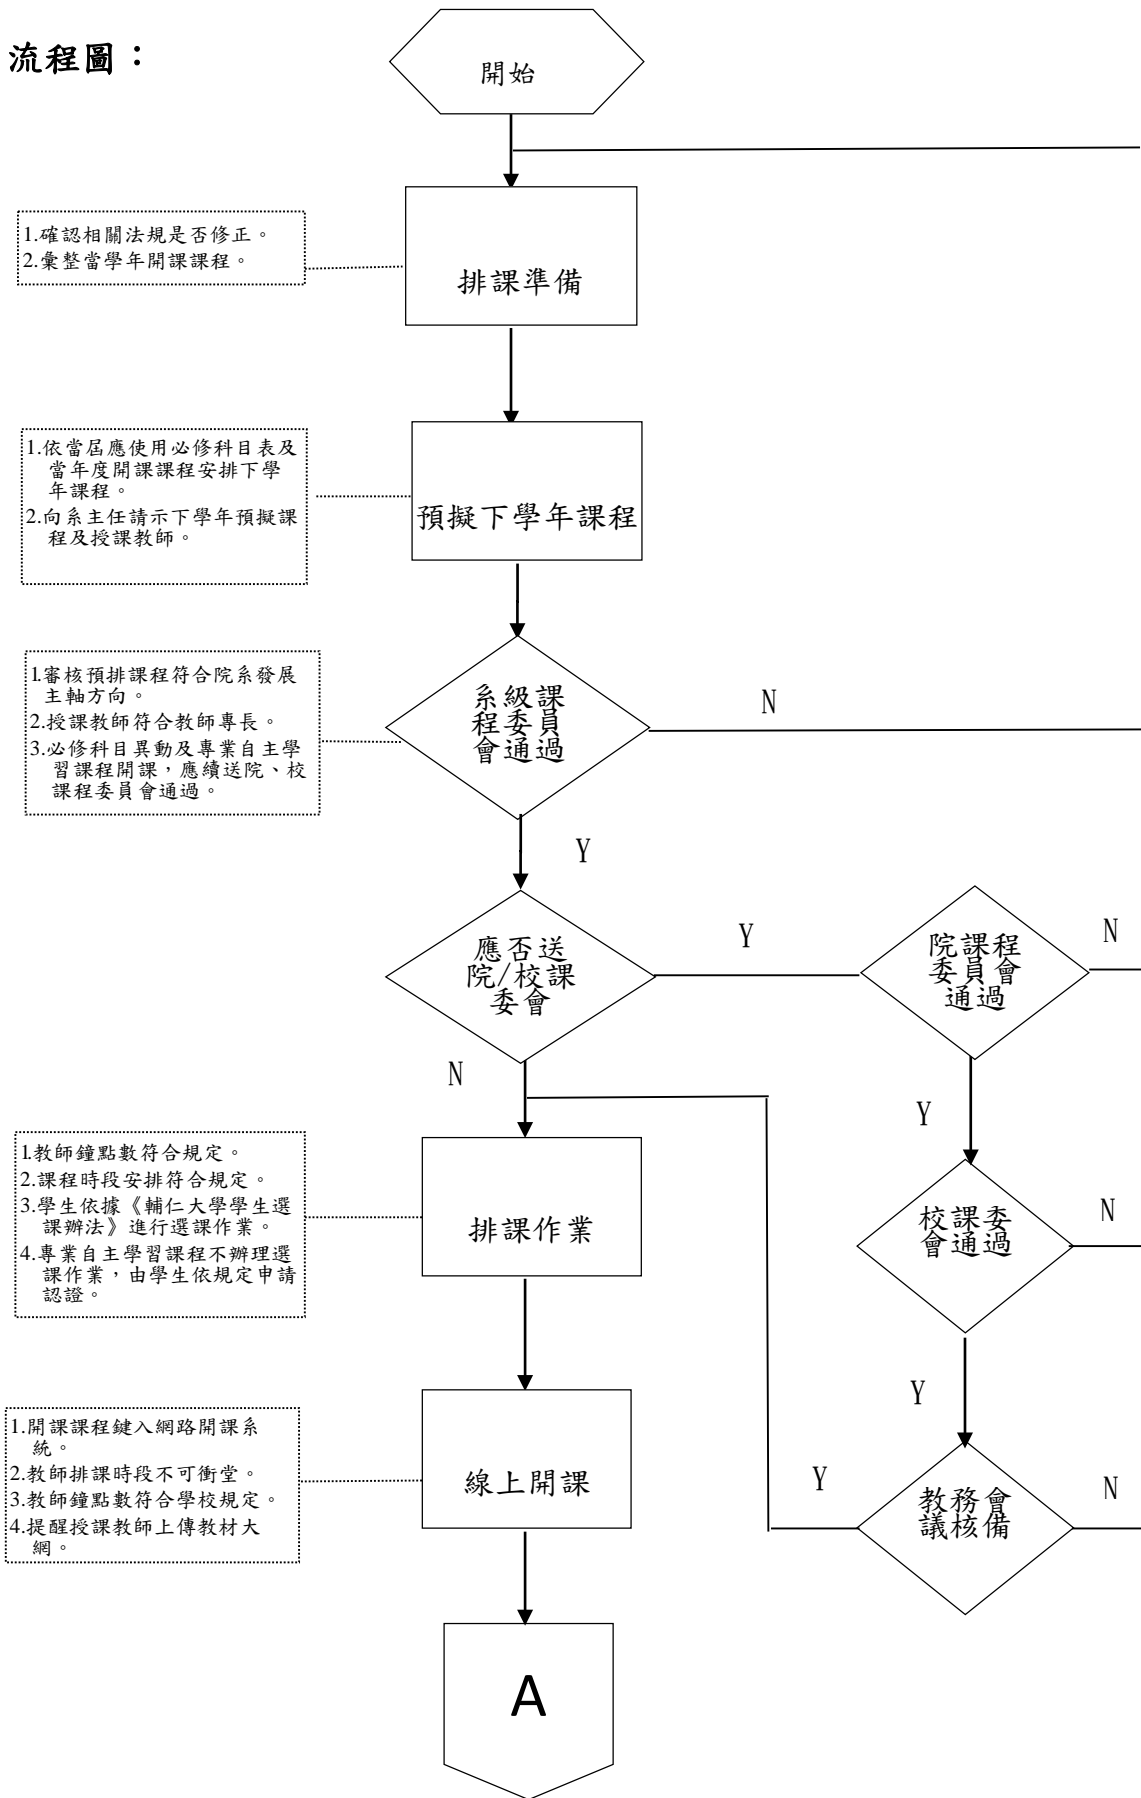 流程圖：
開始
1.確認相關法規是否修正。
2.彙整當學年開課課程。
排課準備
1.依當屆應使用必修科目表及
當年度開課課程安排下學
年課程。
2.向系主任請示下學年預擬課
程及授課教師。
預擬下學年課程
1.審核預排課程符合院系發展
主軸方向。
2.授課教師符合教師專長。
3.必修科目異動及專業自主學
習課程開課，應續送院、校
課程委員會通過。
系級課
程委員
會通過
N
Y
應否送
院/校課
委會
Y
院課程
委員會
通過
N
N
Y
1.教師鐘點數符合規定。
2.課程時段安排符合規定。
3.學生依據《輔仁大學學生選
課辦法》進行選課作業。
4.專業自主學習課程不辦理選
課作業，由學生依規定申請
認證。
排課作業
校課委
會通過
N
Y
1.開課課程鍵入網路開課系
統。
2.教師排課時段不可衝堂。
3.教師鐘點數符合學校規定。
4.提醒授課教師上傳教材大
網。
線上開課
Y
教務會
議核備
N
A